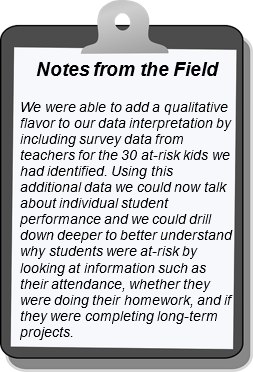 Notes from the Field
We were able to add a qualitative
flavor to our data interpretation by
including survey data from
teachers for the 30 at-risk kids we
had identified. Using this
additional data we could now talk
about individual student
performance and we could drill
down deeper to better understand
why students were at-risk by
looking at information such as
their attendance, whether they
were doing their homework, and if
they were completing long-term
projects.